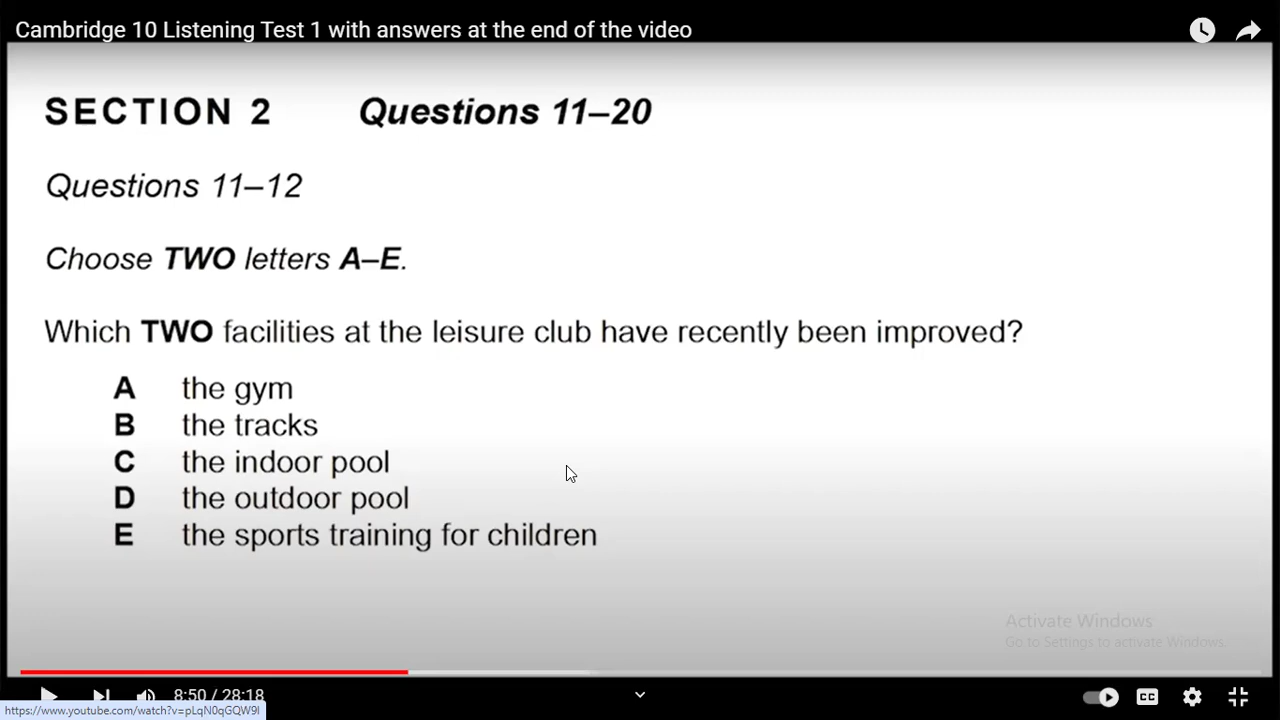 Cambridge 10 Listening Test 1 with answers at the end of the video
SECTION 2 Questions 11–20
Questions 11–12
Choose TWO letters A–E.
Which TWO facilities at the leisure club have recently been improved?
A the gym
B the tracks
C the indoor pool
D the outdoor pool
E the sports training for children
Activate Windows
Go to Settings to activate Windows.
8:50 / 28:18
CC
https://www.youtube.com/watch?v=pLqN0qGQW9I